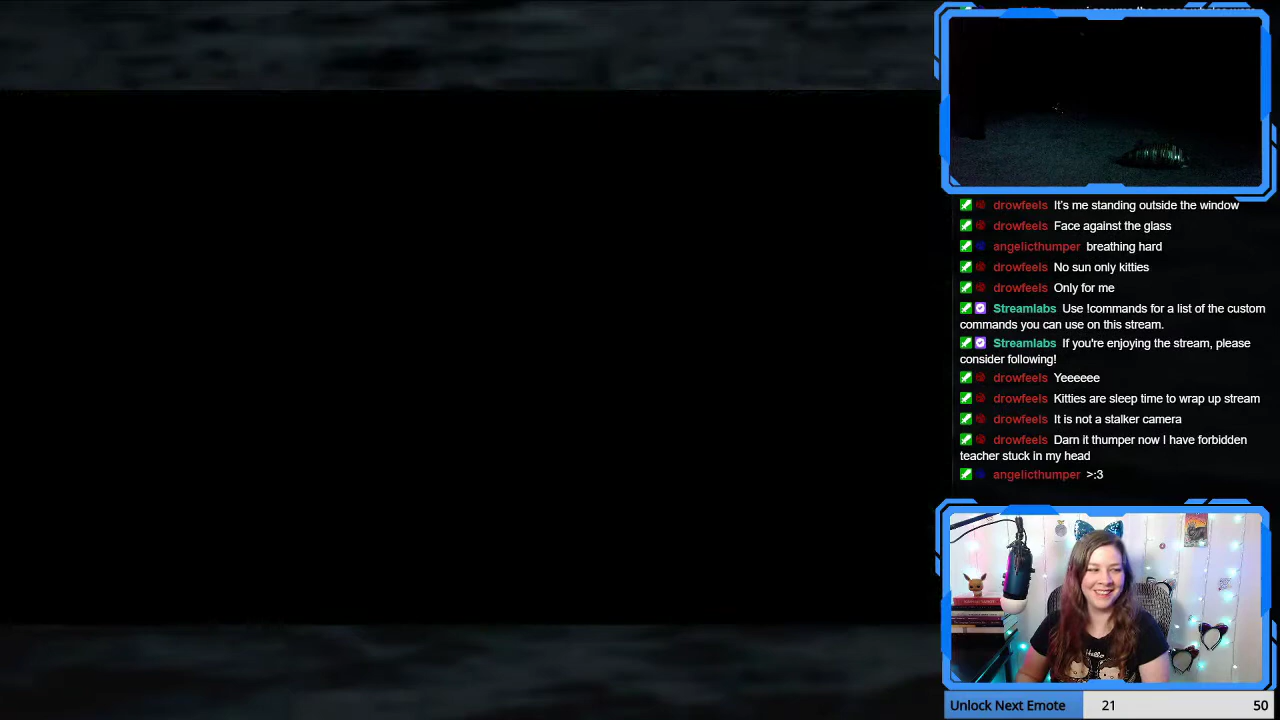 drowfeels It's me standing outside the window
drowfeels Face against the glass
angelicthumper breathing hard
drowfeels No sun only kitties
drowfeels Only for me
Streamlabs Use !commands for a list of the custom
commands you can use on this stream.
Streamlabs If you're enjoying the stream, please
consider following!
drowfeels Yeeeeee
drowfeels Kitties are sleep time to wrap up stream
drowfeels It is not a stalker camera
drowfeels Darn it thumper now I have forbidden
teacher stuck in my head
angelicthumper >:3
Hello
Unlock Next Emote 21 50